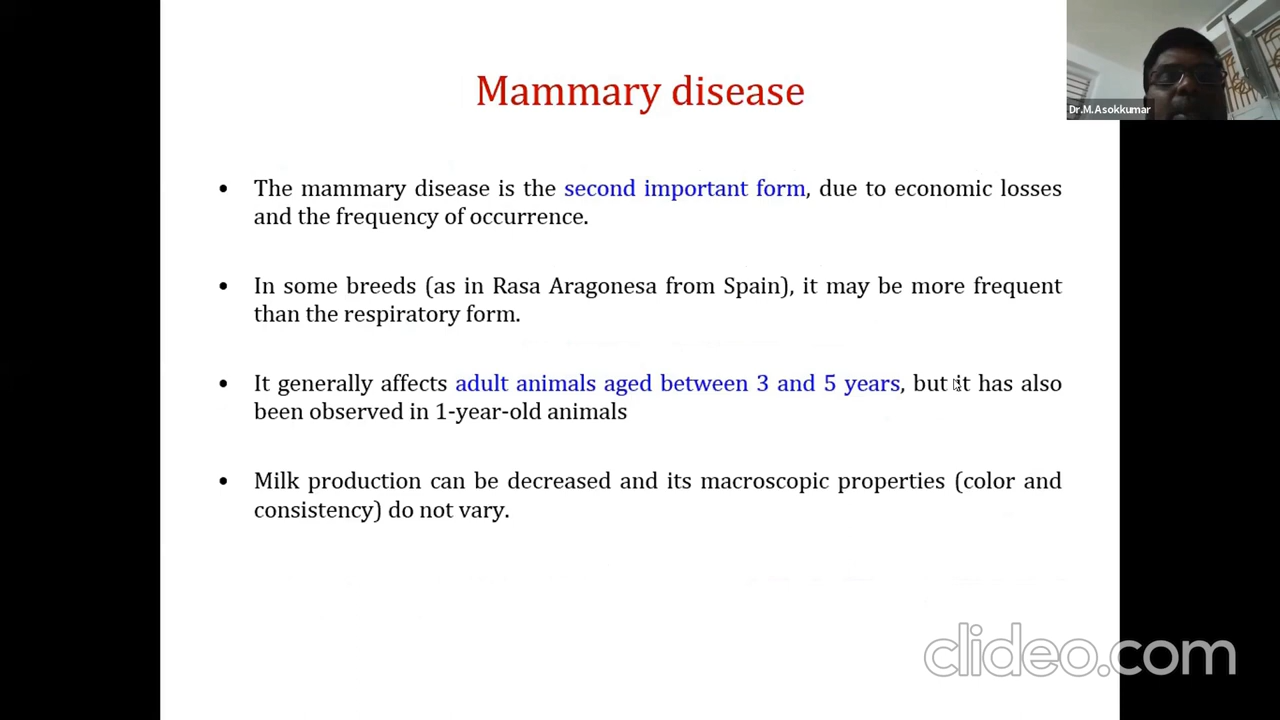 Mammary disease
Dr.M.Asokkumar
• The mammary disease is the second important form, due to economic losses
and the frequency of occurrence.
• In some breeds (as in Rasa Aragonesa from Spain), it may be more frequent
than the respiratory form.
• It generally affects adult animals aged between 3 and 5 years, but it has also
been observed in 1-year-old animals
• Milk production can be decreased and its macroscopic properties (color and
consistency) do not vary.
clideo.com